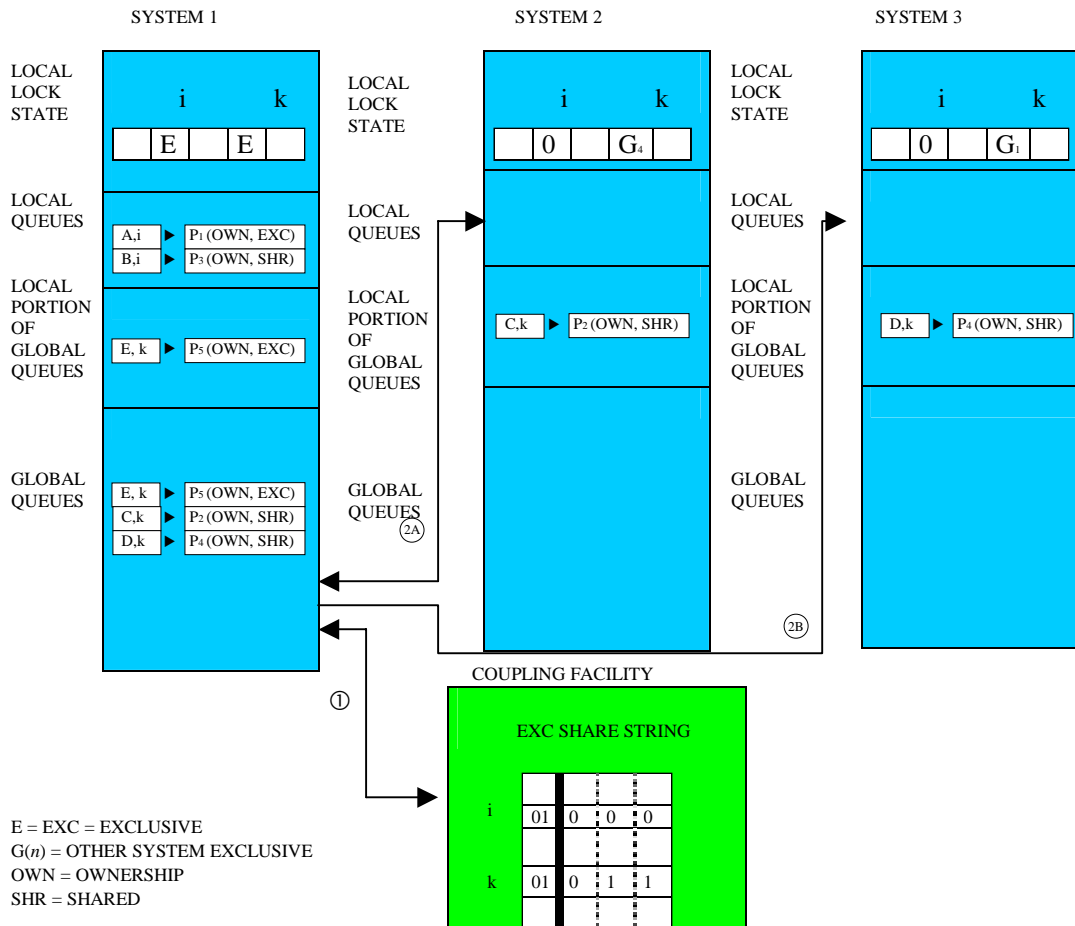 SYSTEM 1
SYSTEM 2
SYSTEM 3
LOCAL
LOCK
STATE
i k
E E
LOCAL
QUEUES
A,i P1 (OWN, EXC)
B,i P3 (OWN, SHR)
LOCAL
PORTION
OF
GLOBAL
QUEUES
E, k P5 (OWN, EXC)
GLOBAL
QUEUES
E, k P5 (OWN, EXC)
C,k P2 (OWN, SHR)
D,k P4 (OWN, SHR)
LOCAL
LOCK
STATE
i k
0 G4
LOCAL
QUEUES
LOCAL
PORTION
OF
GLOBAL
QUEUES
C,k P2 (OWN, SHR)
GLOBAL
QUEUES
2A
LOCAL
LOCK
STATE
i k
0 G1
LOCAL
QUEUES
LOCAL
PORTION
OF
GLOBAL
QUEUES
D,k P4 (OWN, SHR)
GLOBAL
QUEUES
2B
①
COUPLING FACILITY
EXC SHARE STRING
i 01 0 0 0
k 01 0 1 1
E = EXC = EXCLUSIVE
G(n) = OTHER SYSTEM EXCLUSIVE
OWN = OWNERSHIP
SHR = SHARED